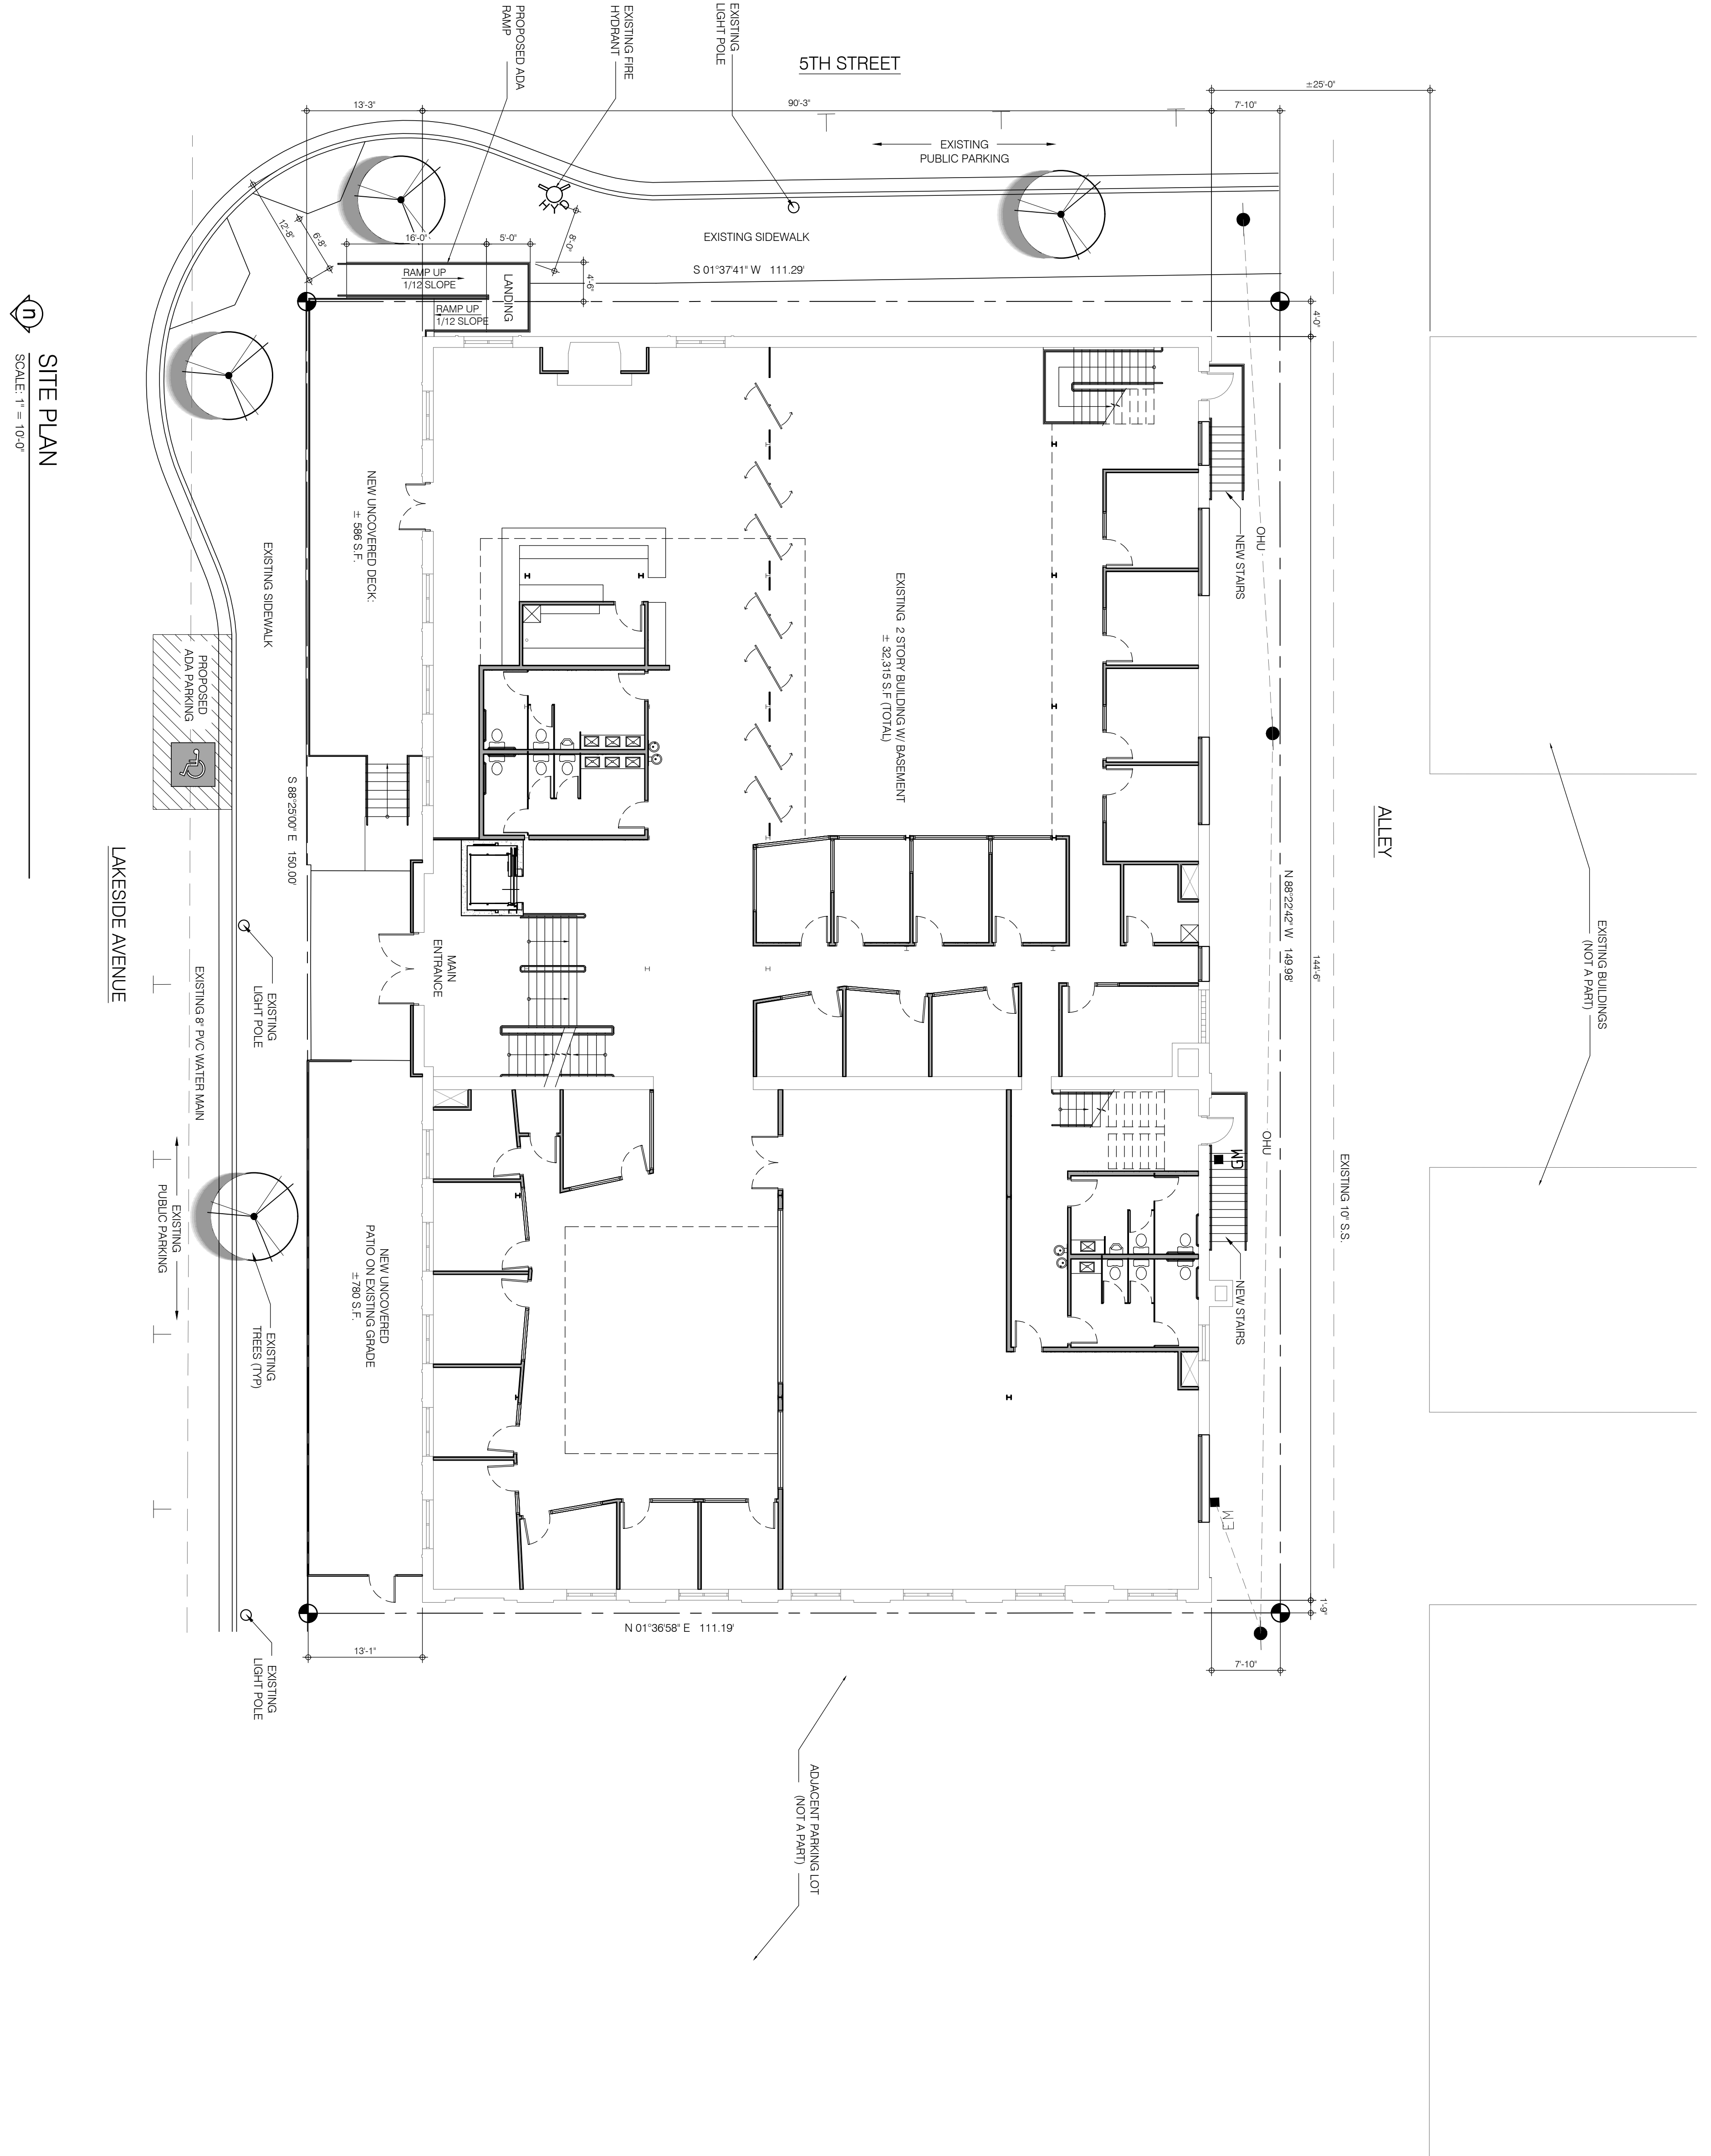 5TH STREET
PROPOSED ADA
RAMP
EXISTING FIRE
HYDRANT
EXISTING
LIGHT POLE
±25'-0"
13'-3"
90'-3"
7'-10"
EXISTING
PUBLIC PARKING
HYD
12'-8"
6'-8"
16'-0"
5'-0"
8'-0"
4'-6"
EXISTING SIDEWALK
S 01°37'41" W   111.29'
RAMP UP
1/12 SLOPE
LANDING
RAMP UP
1/12 SLOPE
4'-0"
n
SITE PLAN
SCALE: 1" = 10'-0"
NEW UNCOVERED DECK:
± 586 S.F.
EXISTING SIDEWALK
EXISTING  2 STORY BUILDING W/ BASEMENT
± 32,315 S.F (TOTAL)
OHU
NEW STAIRS
PROPOSED
ADA PARKING
S 88°25'00" E   150.00'
LAKESIDE AVENUE
ALLEY
N 88°22'42" W   149.98'
144'-6"
EXISTING BUILDINGS
(NOT A PART)
MAIN
ENTRANCE
EXISTING 8" PVC WATER MAIN
EXISTING
LIGHT POLE
OHU
GM
EXISTING 10" S.S.
NEW STAIRS
EXISTING
PUBLIC PARKING
EXISTING
TREES (TYP)
NEW UNCOVERED
PATIO ON EXISTING GRADE
±780 S.F.
EM
1'-9"
N 01°36'58" E   111.19'
13'-1"
7'-10"
EXISTING
LIGHT POLE
ADJACENT PARKING LOT
(NOT A PART)